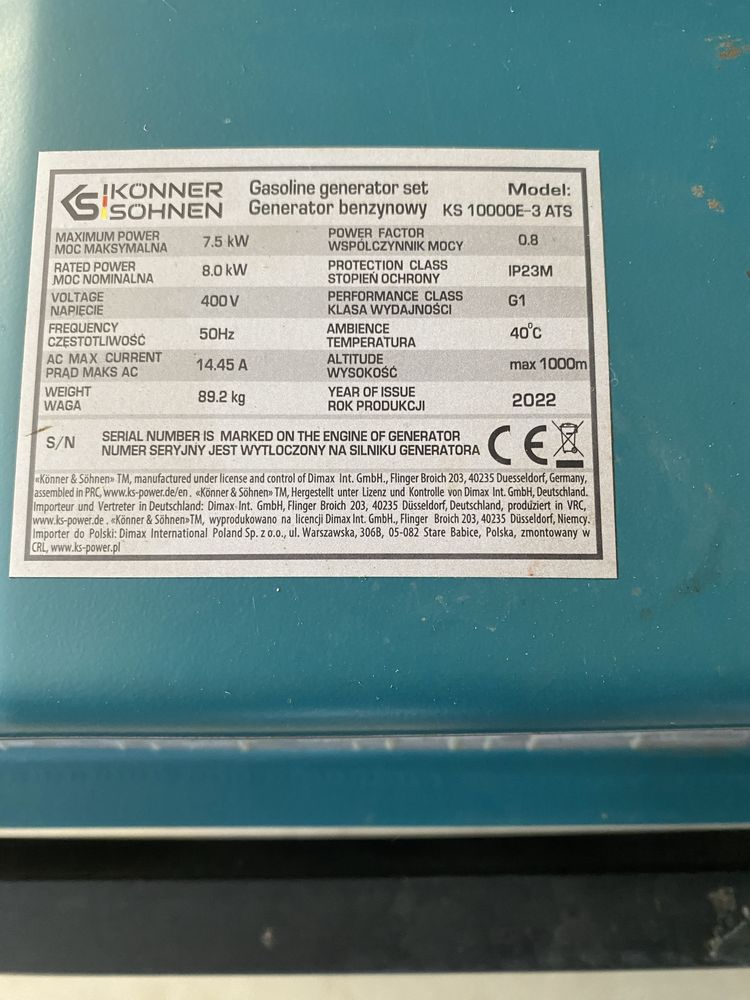 KÖNNER SÖHNEN
Gasoline generator set
Generator benzynowy
Model:
KS 10000E-3 ATS
MAXIMUM POWER
MOC MAKSYMALNA
7.5 kW
POWER FACTOR
WSPÓLCZYNNIK MOCY
0.8
RATED POWER
MOC NOMINALNA
8.0 kW
PROTECTION CLASS
STOPIEŃ OCHRONY
IP23M
VOLTAGE
NAPIĘCIE
400 V
PERFORMANCE CLASS
KLASA WYDAJNOŚCI
G1
FREQUENCY
CZĘSTOTLIWOŚĆ
50Hz
AMBIENCE
TEMPERATURA
40°C
AC MAX CURRENT
PRĄD MAKS AC
14.45 A
ALTITUDE
WYSOKOŚĆ
max 1000m
WEIGHT
WAGA
89.2 kg
YEAR OF ISSUE
ROK PRODUKCJI
2022
S/N
SERIAL NUMBER IS MARKED ON THE ENGINE OF GENERATOR
NUMER SERYJNY JEST WYTLOCZONY NA SILNIKU GENERATORA
CE
«Könner & Söhnen» TM, manufactured under license and control of Dimax Int. GmbH., Flinger Broich 203, 40235 Duesseldorf, Germany,
assembled in PRC, www.ks-power.de/en. «Könner & Söhnen» TM, Hergestellt unter Lizenz und Kontrolle von Dimax Int. GmbH, Deutschland.
Importeur und Vertreter in Deutschland: Dimax Int. GmbH, Flinger Broich 203, 40235 Düsseldorf, Deutschland, produziert in VRC,
www.ks-power.de. «Könner & Söhnen»TM, wyprodukowano na licencji Dimax Int. GmbH., Flinger Broich 203, 40235 Düsseldorf, Niemcy.
Importer do Polski: Dimax International Poland Sp. z o.o., ul. Warszawska, 306B, 05-082 Stare Babice, Polska, zmontowany w
CRL, www.ks-power.pl